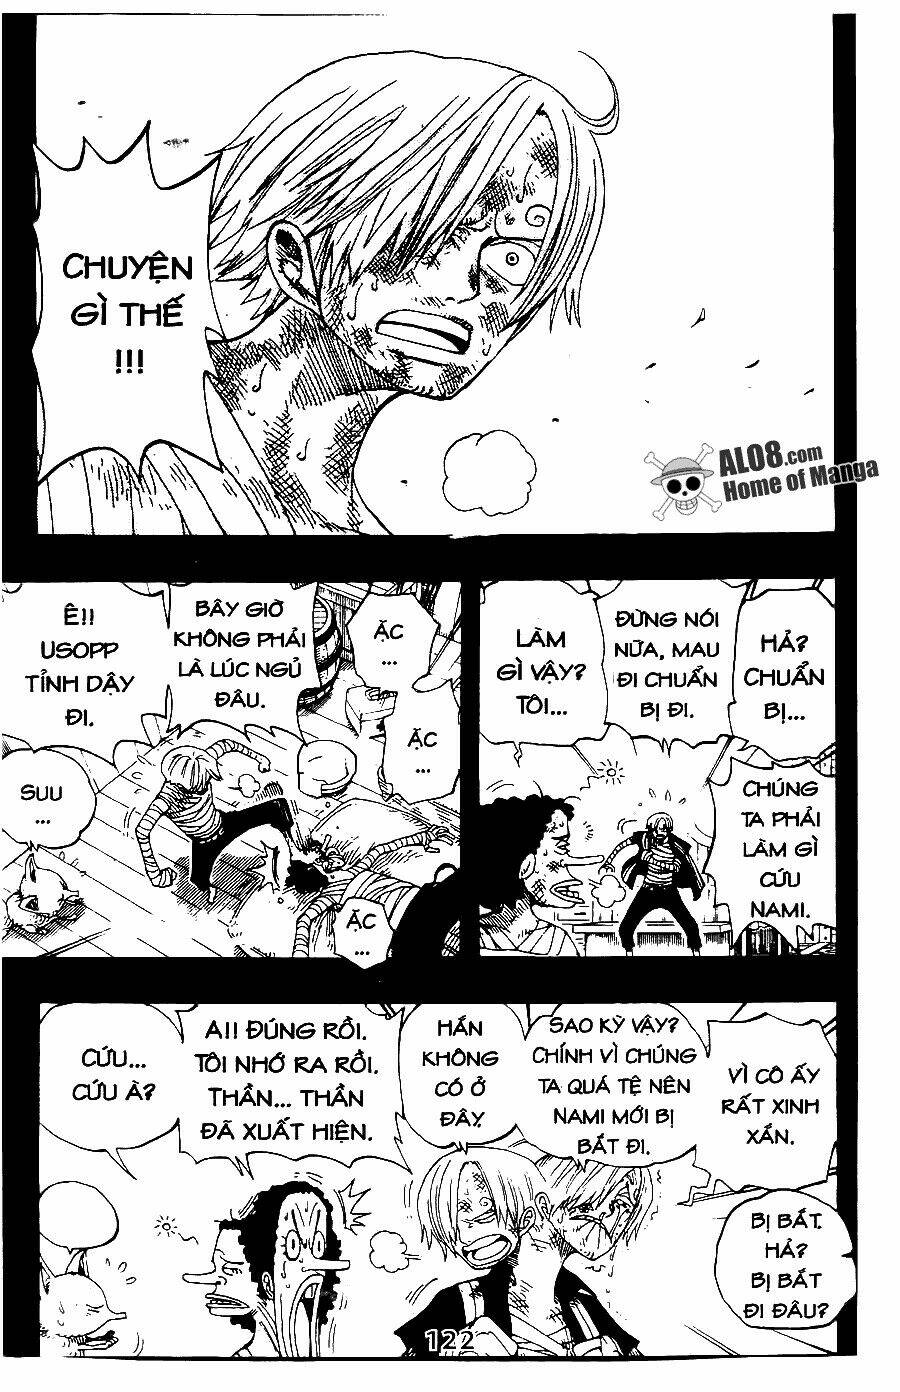 CHUYỆN
GÌ THẾ
!!!
AL08.com
Home of Manga
Ê!!
USOPP
TỈNH DẬY
ĐI.
BÂY GIỜ
KHÔNG PHẢI
LÀ LÚC NGỦ
ĐÂU.
ẶC
...
ẶC
...
SUU
...
ẶC
...
LÀM
GÌ VẬY?
TÔI...
ĐỪNG NÓI
NỮA, MAU
ĐI CHUẨN
BỊ ĐI.
HẢ?
CHUẨN
BỊ...
CHÚNG
TA PHẢI
LÀM GÌ
CỨU
NAMI.
CỨU...
CỨU À?
A!! ĐÚNG RỒI.
TÔI NHỚ RA RỒI.
THẦN... THẦN
ĐÃ XUẤT HIỆN.
HẮN
KHÔNG
CÓ Ở
ĐÂY.
SAO KỲ VẬY?
CHÍNH VÌ CHÚNG
TA QUÁ TỆ NÊN
NAMI MỚI BỊ
BẮT ĐI.
VÌ CÔ ẤY
RẤT XINH
XẮN.
BỊ BẮT
HẢ?
BỊ BẮT
ĐI ĐÂU?
122